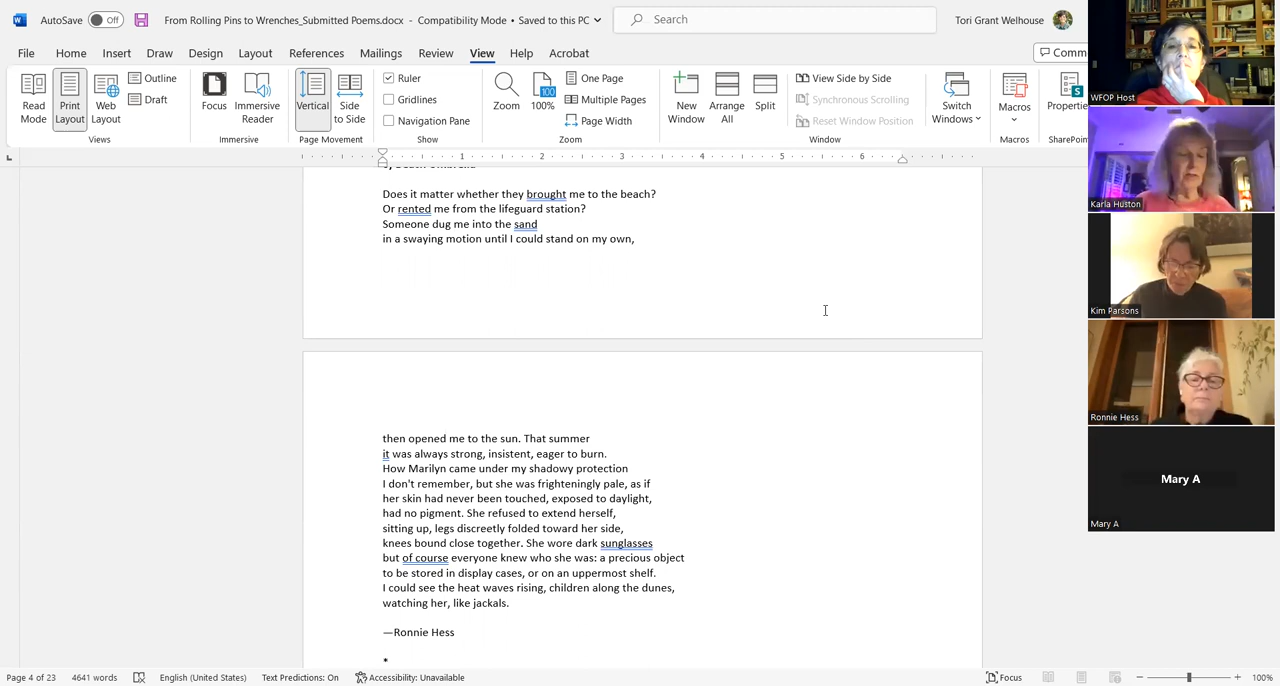 AutoSave Off From Rolling Pins to Wrenches_Submitted Poems.docx - Compatibility Mode • Saved to this PC Search Tori Grant Welhouse
File Home Insert Draw Design Layout References Mailings Review View Help Acrobat Comm
Read Mode Print Layout Web Layout Outline Draft Focus Immersive Reader Vertical Side to Side Ruler Gridlines Navigation Pane Zoom 100% One Page Multiple Pages Page Width New Window Arrange All Split View Side by Side Synchronous Scrolling Reset Window Position Switch Windows Macros Properties
Views Immersive Page Movement Show Zoom Window Macros SharePoint
1 2 3 4 5 6
Does it matter whether they brought me to the beach?
Or rented me from the lifeguard station?
Someone dug me into the sand
in a swaying motion until I could stand on my own,
then opened me to the sun. That summer
it was always strong, insistent, eager to burn.
How Marilyn came under my shadowy protection
I don't remember, but she was frighteningly pale, as if
her skin had never been touched, exposed to daylight,
had no pigment. She refused to extend herself,
sitting up, legs discreetly folded toward her side,
knees bound close together. She wore dark sunglasses
but of course everyone knew who she was: a precious object
to be stored in display cases, or on an uppermost shelf.
I could see the heat waves rising, children along the dunes,
watching her, like jackals.
—Ronnie Hess
*
WFOP Host
Karla Huston
Kim Parsons
Ronnie Hess
Mary A
Mary A
Page 4 of 23 4641 words English (United States) Text Predictions: On Accessibility: Unavailable Focus 100%